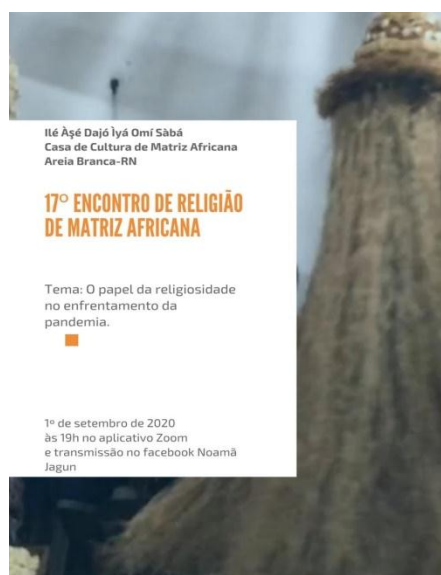 Ilé Àṣé Dajó Ìyá Omí Sàbá
Casa de Cultura de Matriz Africana
Areia Branca-RN
17º ENCONTRO DE RELIGIÃO
DE MATRIZ AFRICANA
Tema: O papel da religiosidade
no enfrentamento da
pandemia.
1º de setembro de 2020
às 19h no aplicativo Zoom
e transmissão no facebook Noamã
Jagun